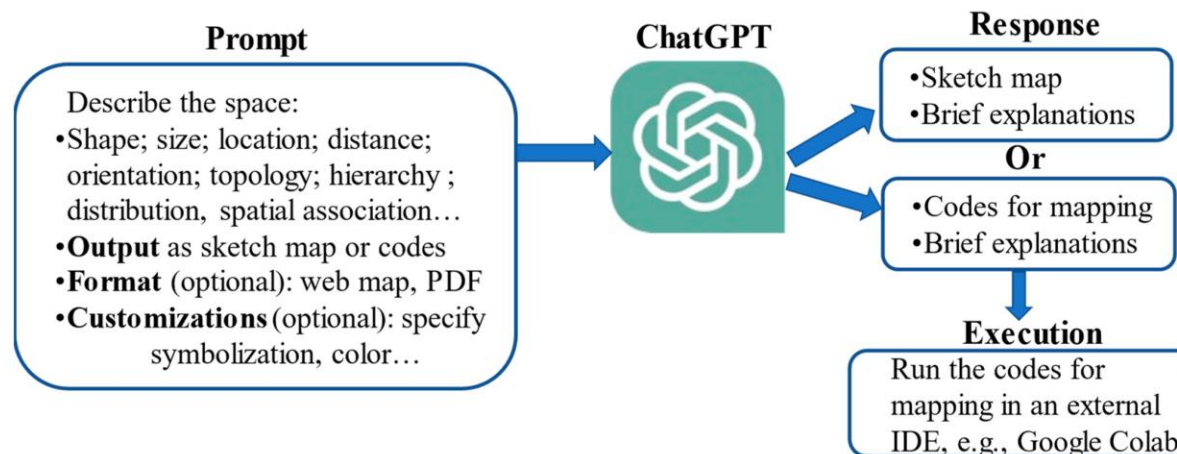 Prompt
Describe the space:
•Shape; size; location; distance;
orientation; topology; hierarchy ;
distribution, spatial association…
•Output as sketch map or codes
•Format (optional): web map, PDF
•Customizations (optional): specify
symbolization, color…
ChatGPT
Response
•Sketch map
•Brief explanations
Or
•Codes for mapping
•Brief explanations
Execution
Run the codes for
mapping in an external
IDE, e.g., Google Colab